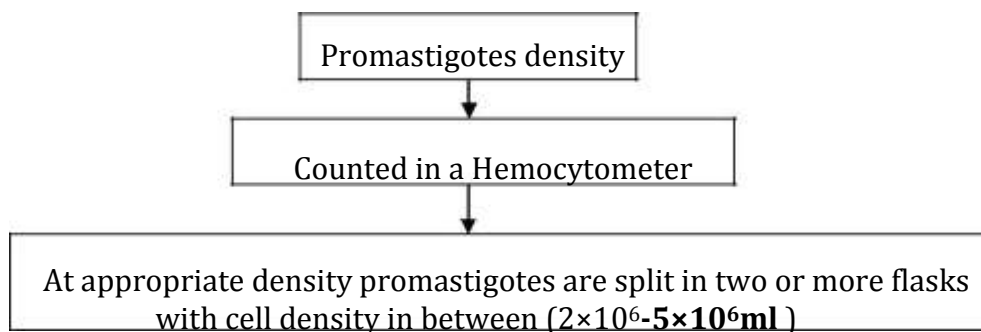 Promastigotes density
Counted in a Hemocytometer
At appropriate density promastigotes are split in two or more flasks
with cell density in between (2×10⁶-5×10⁶ml )